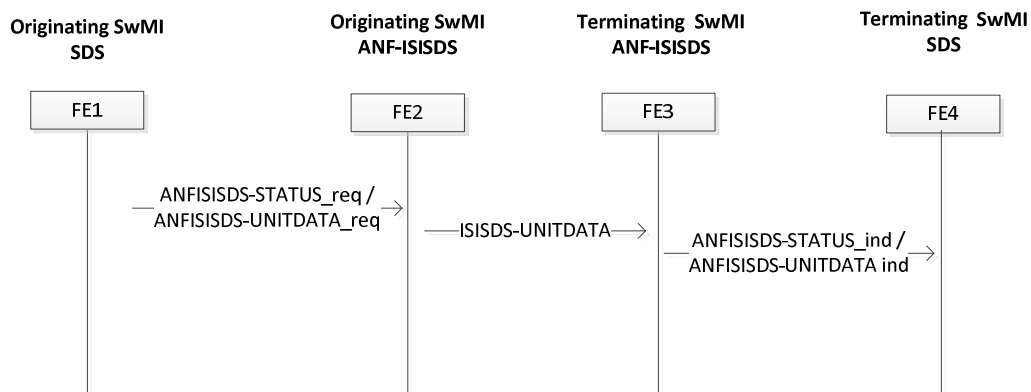 Originating SwMI
SDS
Originating SwMI
ANF-ISISDS
Terminating SwMI
ANF-ISISDS
Terminating SwMI
SDS
FE1
FE2
FE3
FE4
ANFISISDS-STATUS_req /
ANFISISDS-UNITDATA_req
ISISDS-UNITDATA
ANFISISDS-STATUS_ind /
ANFISISDS-UNITDATA ind